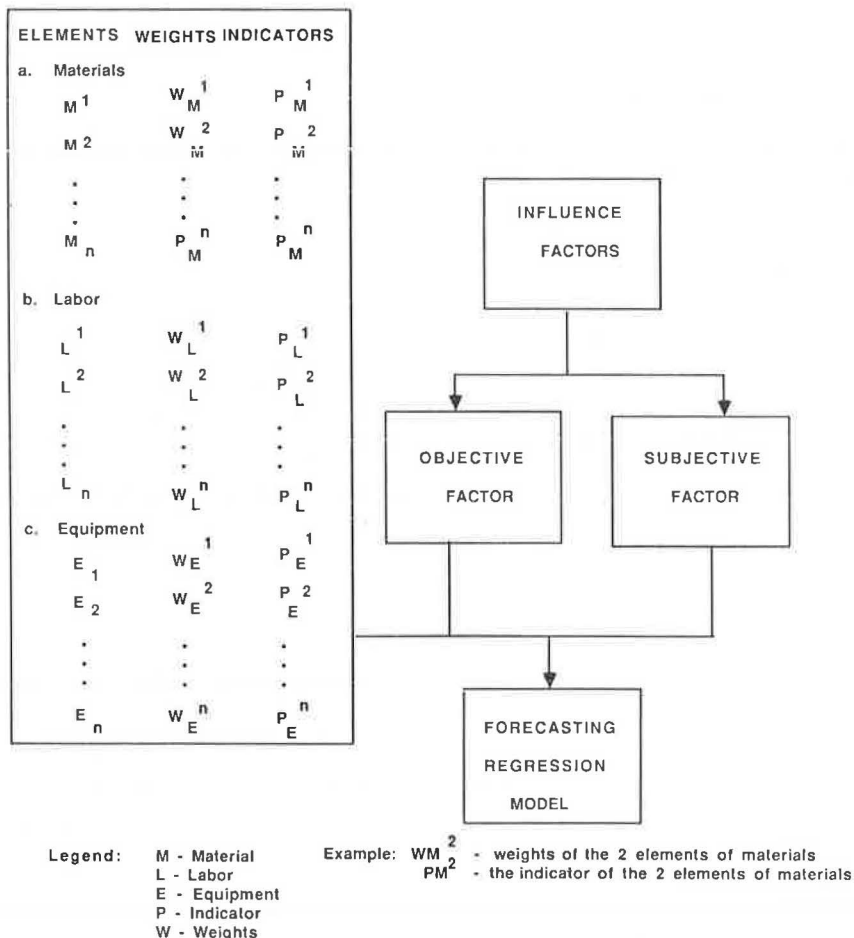 ELEMENTS WEIGHTS INDICATORS
a. Materials
M 1 W M 1 P M 1
M 2 W M 2 P M 2
M n P M n P M n
b. Labor
L 1 W L 1 P L 1
L 2 W L 2 P L 2
L n W L n P L n
c. Equipment
E 1 W E 1 P E 1
E 2 W E 2 P E 2
E n W E n P E n
INFLUENCE
FACTORS
OBJECTIVE
FACTOR
SUBJECTIVE
FACTOR
FORECASTING
REGRESSION
MODEL
Legend: M - Material
L - Labor
E - Equipment
P - Indicator
W - Weights
Example: WM 2 - weights of the 2 elements of materials
PM 2 - the indicator of the 2 elements of materials